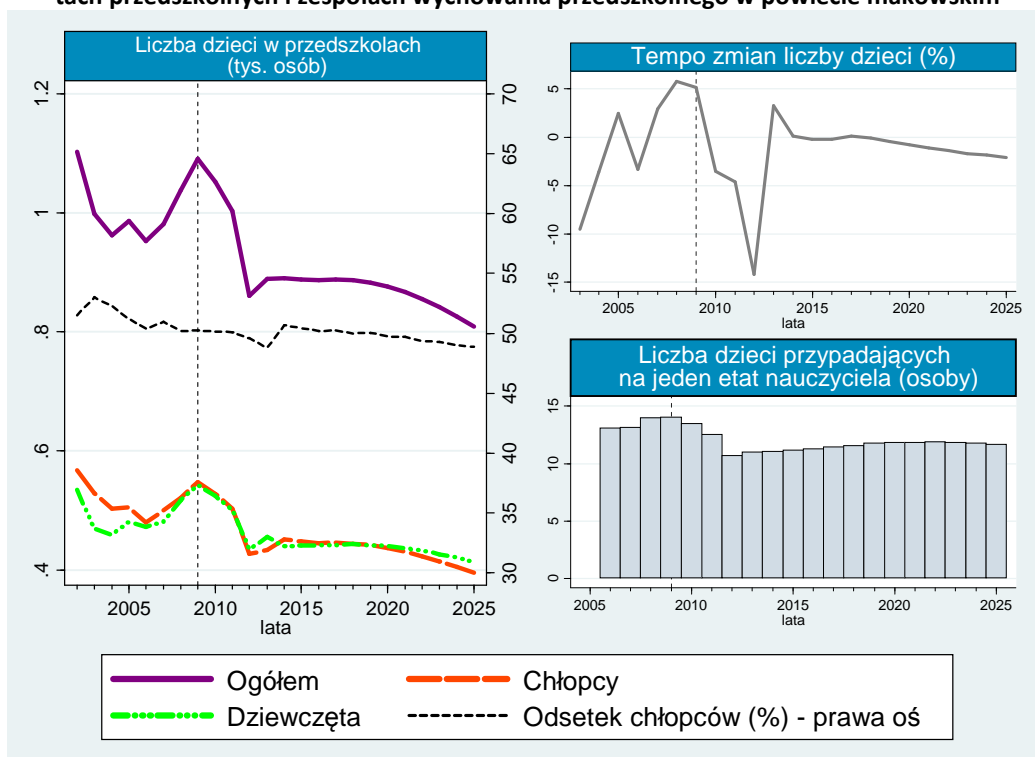 tach przedszkolnych i zespołach wychowania przedszkolnego w powiecie makowskim
Liczba dzieci w przedszkolach
(tys. osób)
1.2
1
.8
.6
.4
70
65
60
55
50
45
40
35
30
2005 2010 2015 2020 2025
lata
Tempo zmian liczby dzieci (%)
5
0
-5
-10
-15
2005 2010 2015 2020 2025
lata
Liczba dzieci przypadających
na jeden etat nauczyciela (osoby)
15
10
5
0
2005 2010 2015 2020 2025
lata
Ogółem Chłopcy
Dziewczęta Odsetek chłopców (%) - prawa oś